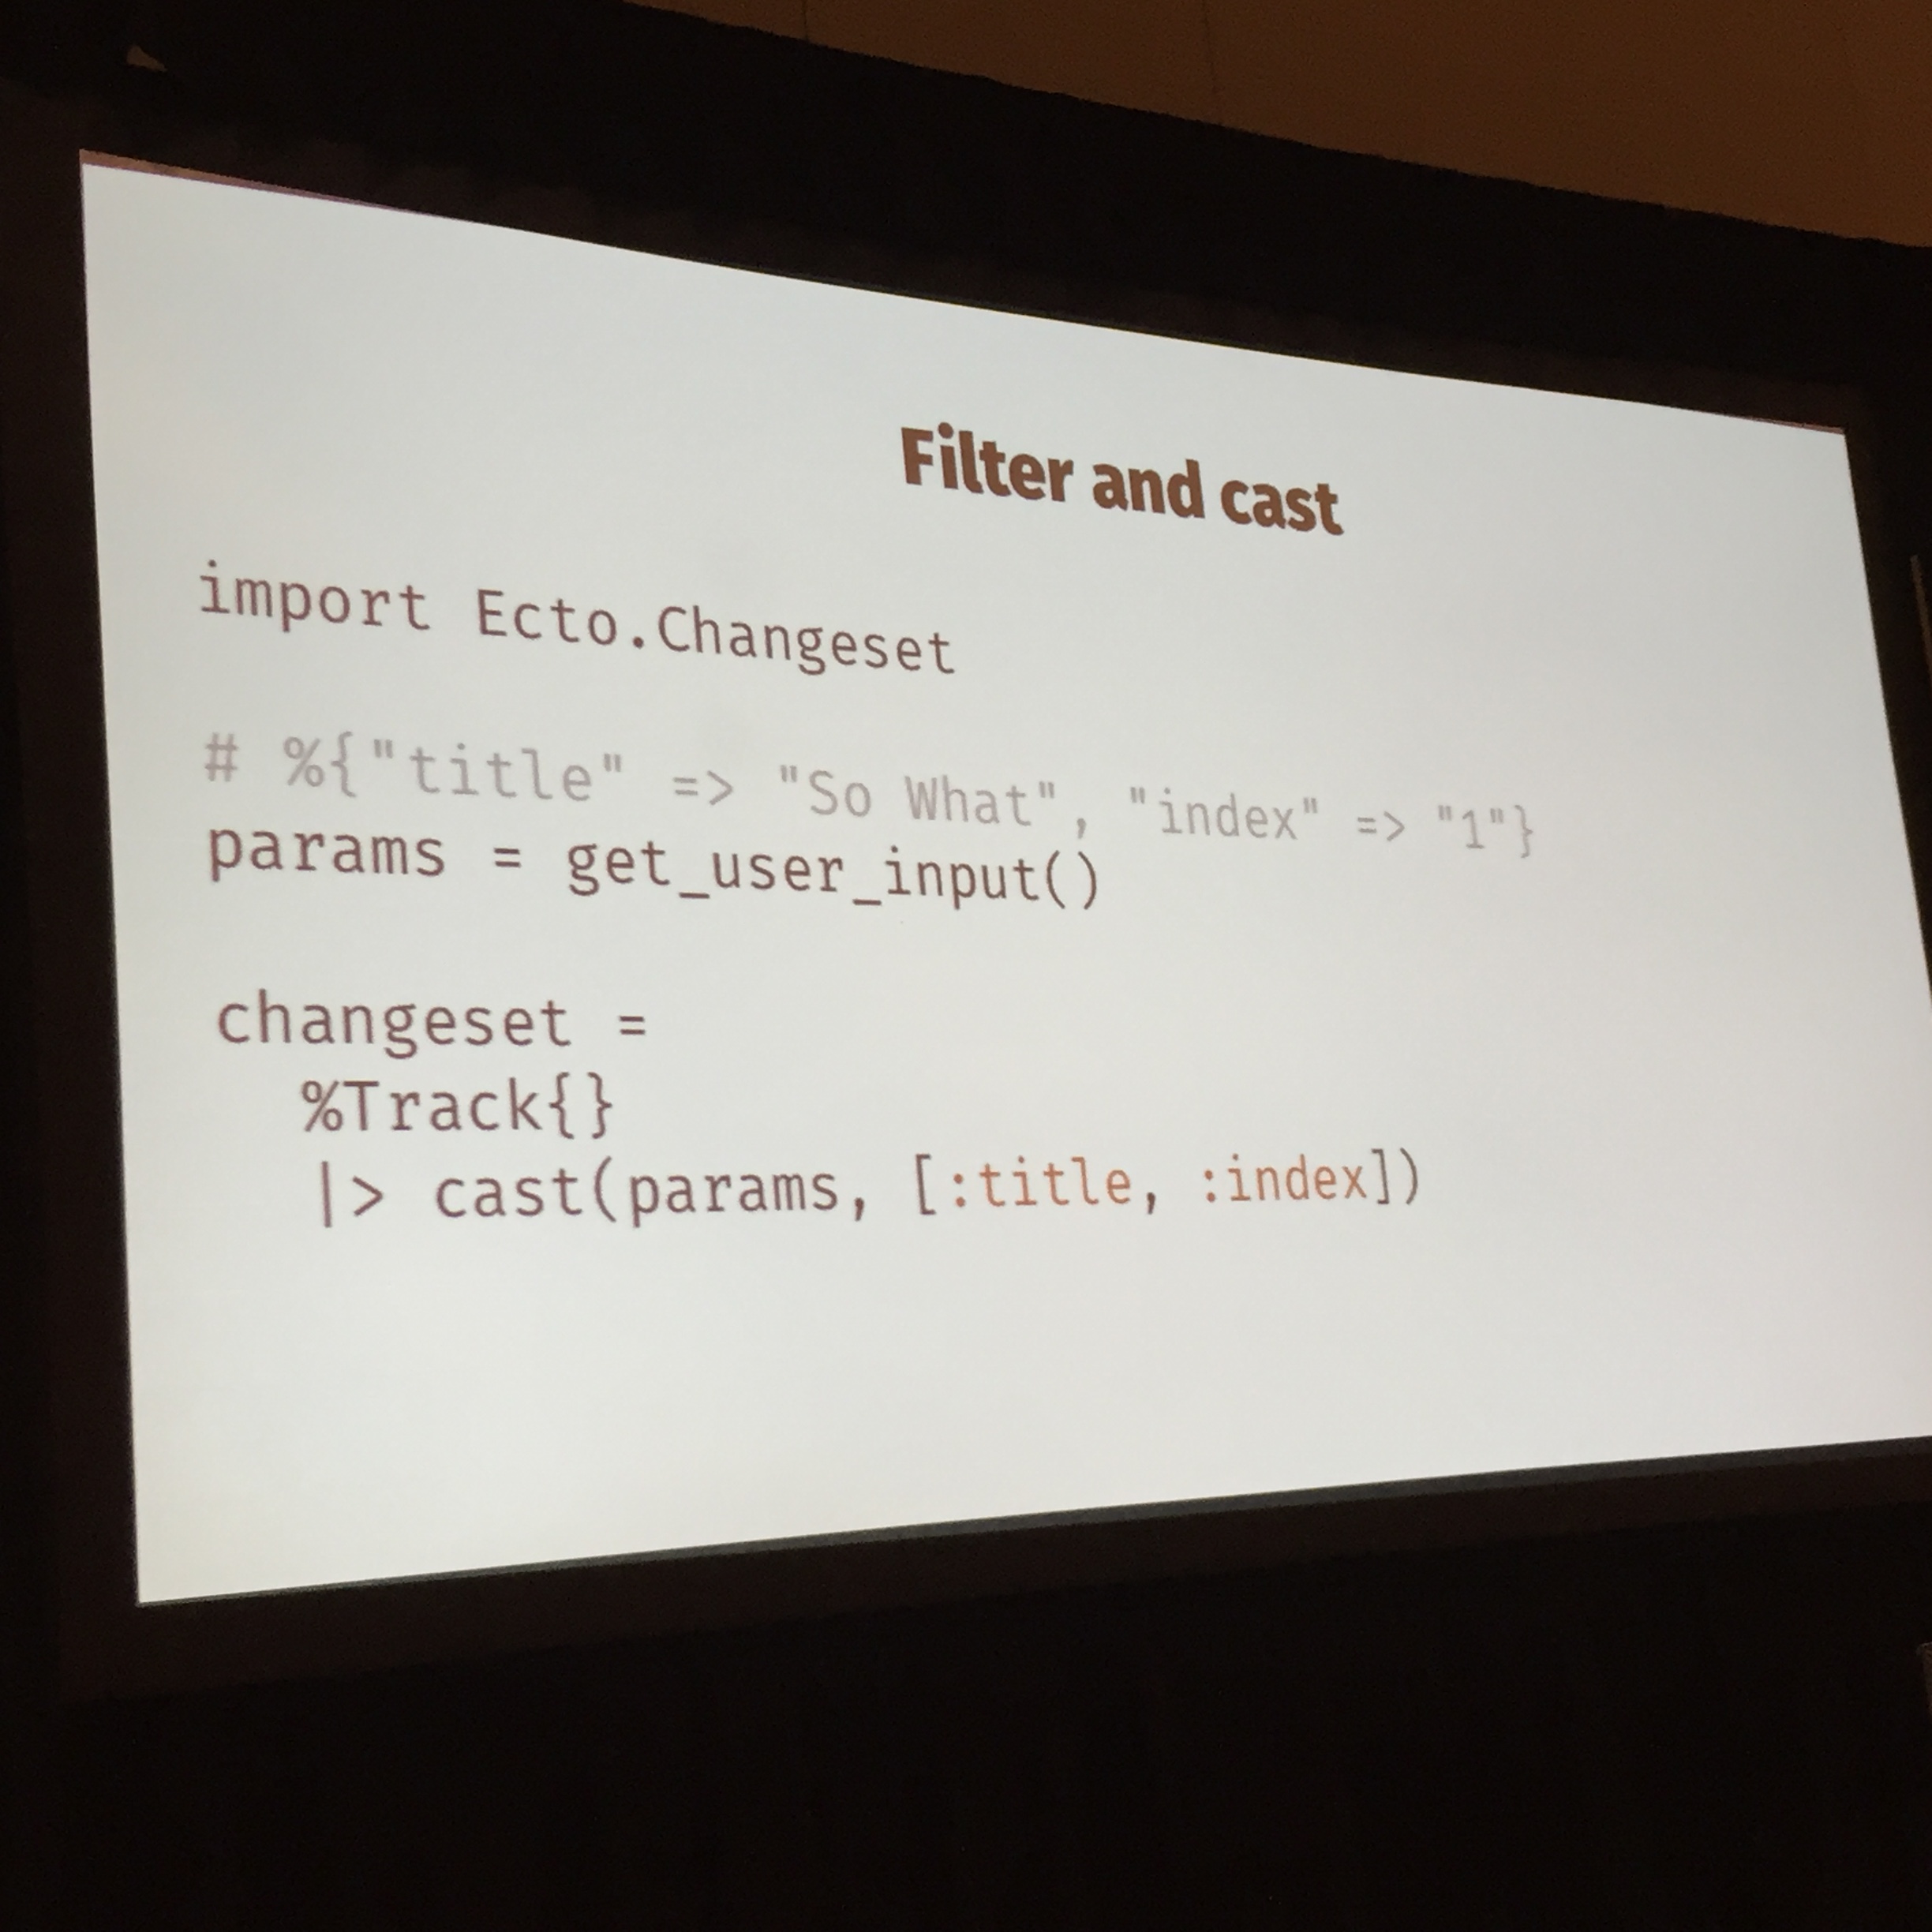 Filter and cast
import Ecto.Changeset
# %{"title" => "So What", "index" => "1"}
params = get_user_input()
changeset =
%Track{}
|> cast(params, [:title, :index])